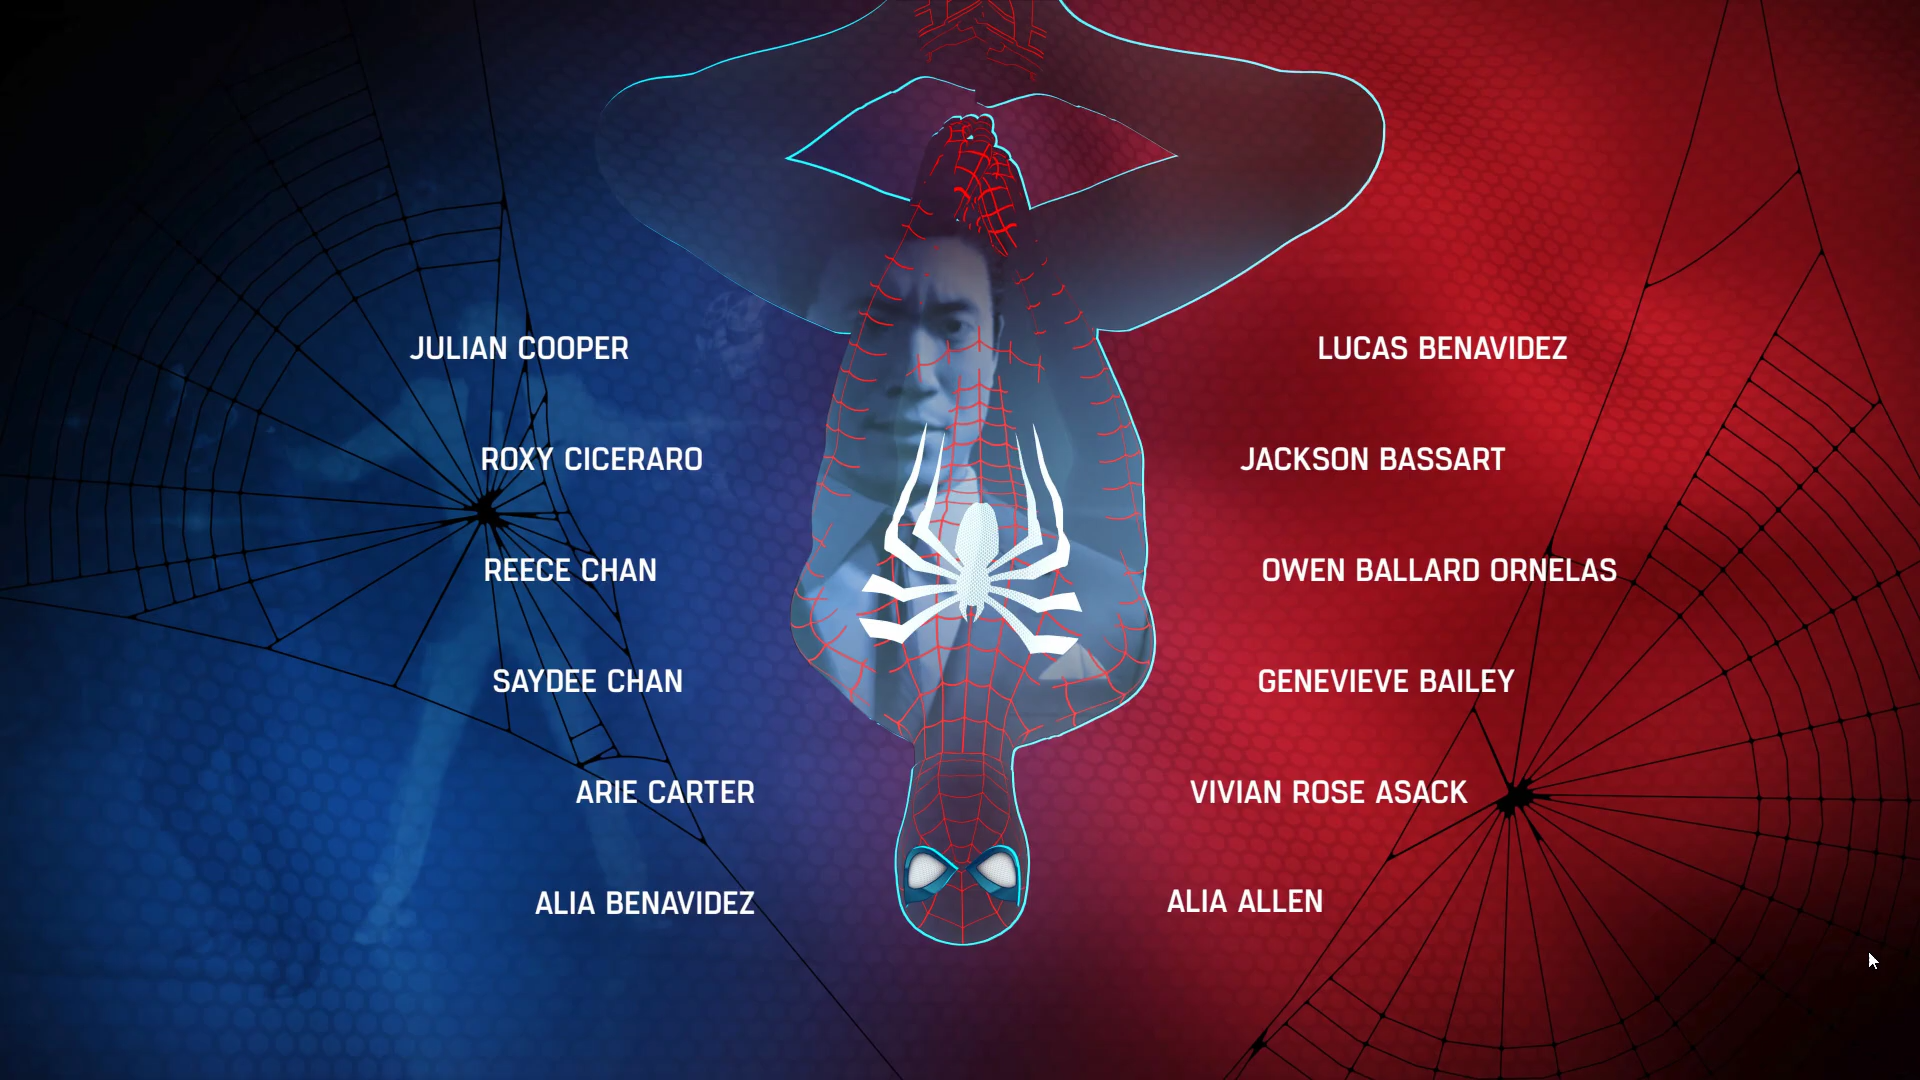 JULIAN COOPER
LUCAS BENAVIDEZ
ROXY CICERARO
JACKSON BASSART
REECE CHAN
OWEN BALLARD ORNELAS
SAYDEE CHAN
GENEVIEVE BAILEY
ARIE CARTER
VIVIAN ROSE ASACK
ALIA BENAVIDEZ
ALIA ALLEN